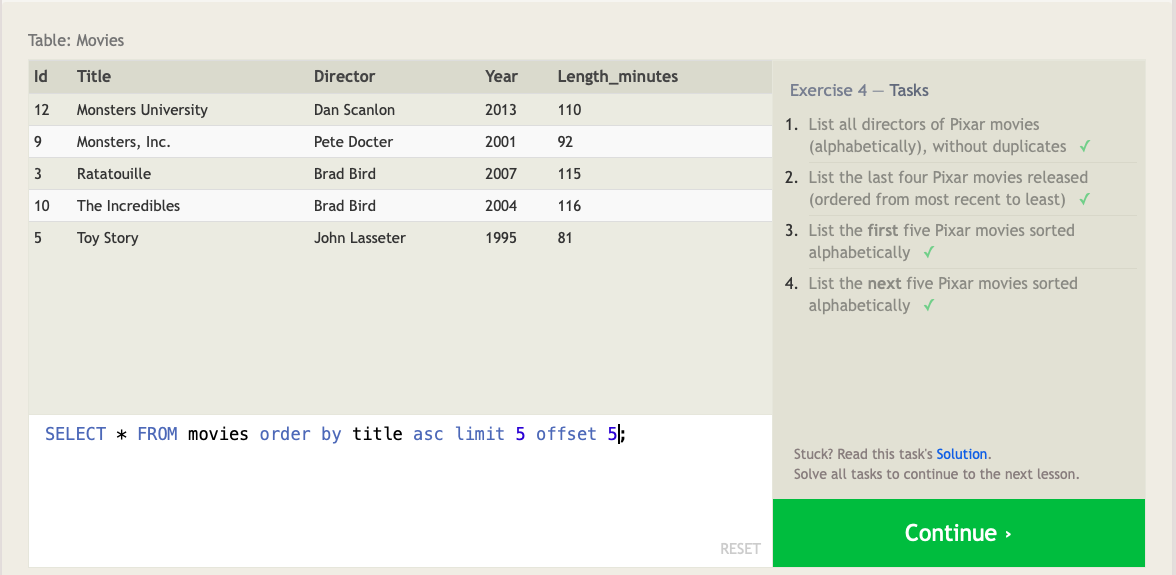 Table: Movies
Id Title Director Year Length_minutes
12 Monsters University Dan Scanlon 2013 110
9 Monsters, Inc. Pete Docter 2001 92
3 Ratatouille Brad Bird 2007 115
10 The Incredibles Brad Bird 2004 116
5 Toy Story John Lasseter 1995 81
SELECT * FROM movies order by title asc limit 5 offset 5;
RESET
Exercise 4 — Tasks
1. List all directors of Pixar movies
(alphabetically), without duplicates ✓
2. List the last four Pixar movies released
(ordered from most recent to least) ✓
3. List the first five Pixar movies sorted
alphabetically ✓
4. List the next five Pixar movies sorted
alphabetically ✓
Stuck? Read this task's Solution.
Solve all tasks to continue to the next lesson.
Continue ›